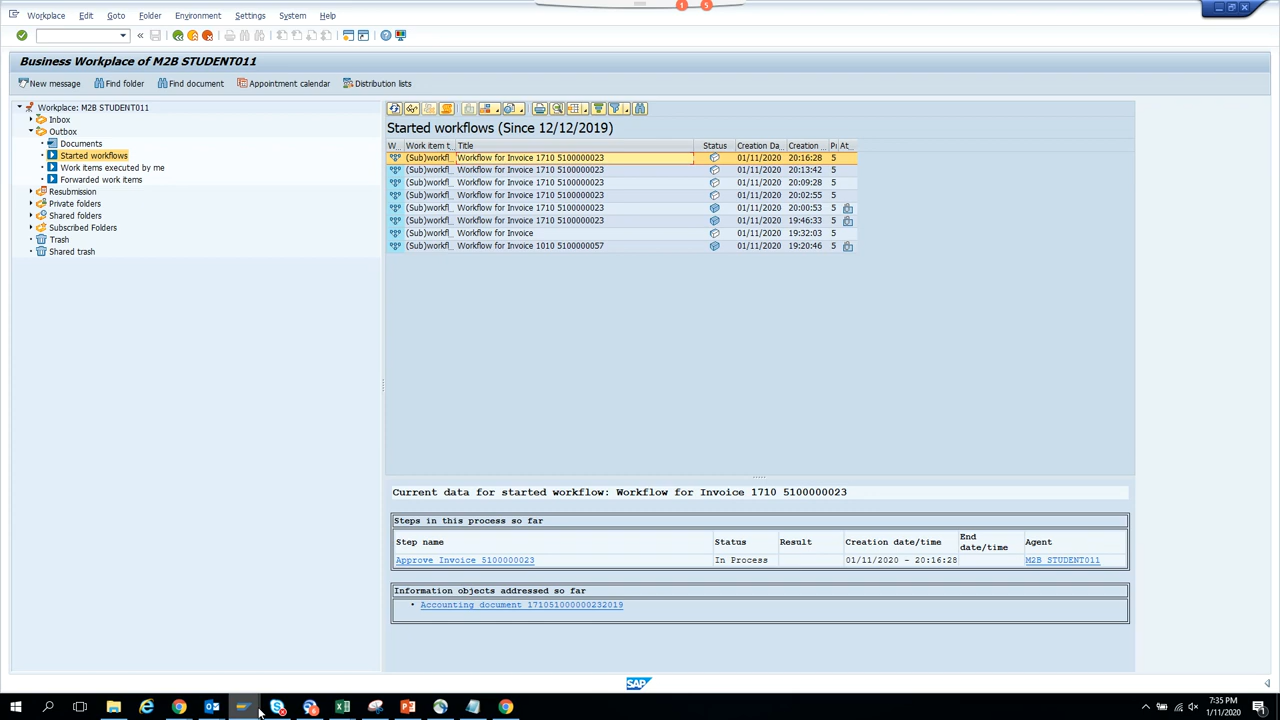 1 5
Workplace Edit Goto Folder Environment Settings System Help
Business Workplace of M2B STUDENT011
New message Find folder Find document Appointment calendar Distribution lists
Workplace: M2B STUDENT011
Inbox
Outbox
Documents
Started workflows
Work items executed by me
Forwarded work items
Resubmission
Private folders
Shared folders
Subscribed Folders
Trash
Shared trash
Started workflows (Since 12/12/2019)
W... Work item t... Title Status Creation Da... Creation ... At
(Sub)workfl... Workflow for Invoice 1710 5100000023 01/11/2020 20:16:28 5
(Sub)workfl... Workflow for Invoice 1710 5100000023 01/11/2020 20:13:42 5
(Sub)workfl... Workflow for Invoice 1710 5100000023 01/11/2020 20:09:28 5
(Sub)workfl... Workflow for Invoice 1710 5100000023 01/11/2020 20:02:55 5
(Sub)workfl... Workflow for Invoice 1710 5100000023 01/11/2020 20:00:53 5
(Sub)workfl... Workflow for Invoice 1710 5100000023 01/11/2020 19:46:33 5
(Sub)workfl... Workflow for Invoice 01/11/2020 19:32:03 5
(Sub)workfl... Workflow for Invoice 1010 5100000057 01/11/2020 19:20:46 5
Current data for started workflow: Workflow for Invoice 1710 5100000023
Steps in this process so far
Step name Status Result Creation date/time End date/time Agent
Approve Invoice 5100000023 In Process 01/11/2020 - 20:16:28 M2B STUDENT011
Information objects addressed so far
• Accounting document 171051000000232019
SAP
7:35 PM
1/11/2020